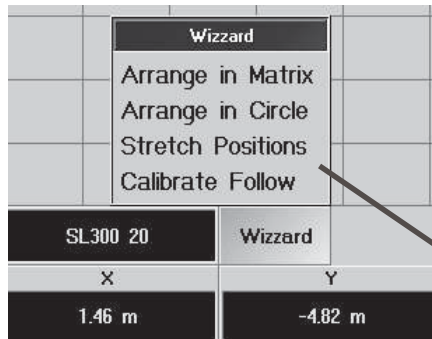 Wizzard
Arrange in Matrix
Arrange in Circle
Stretch Positions
Calibrate Follow
SL300 20 Wizzard
X Y
1.46 m -4.82 m